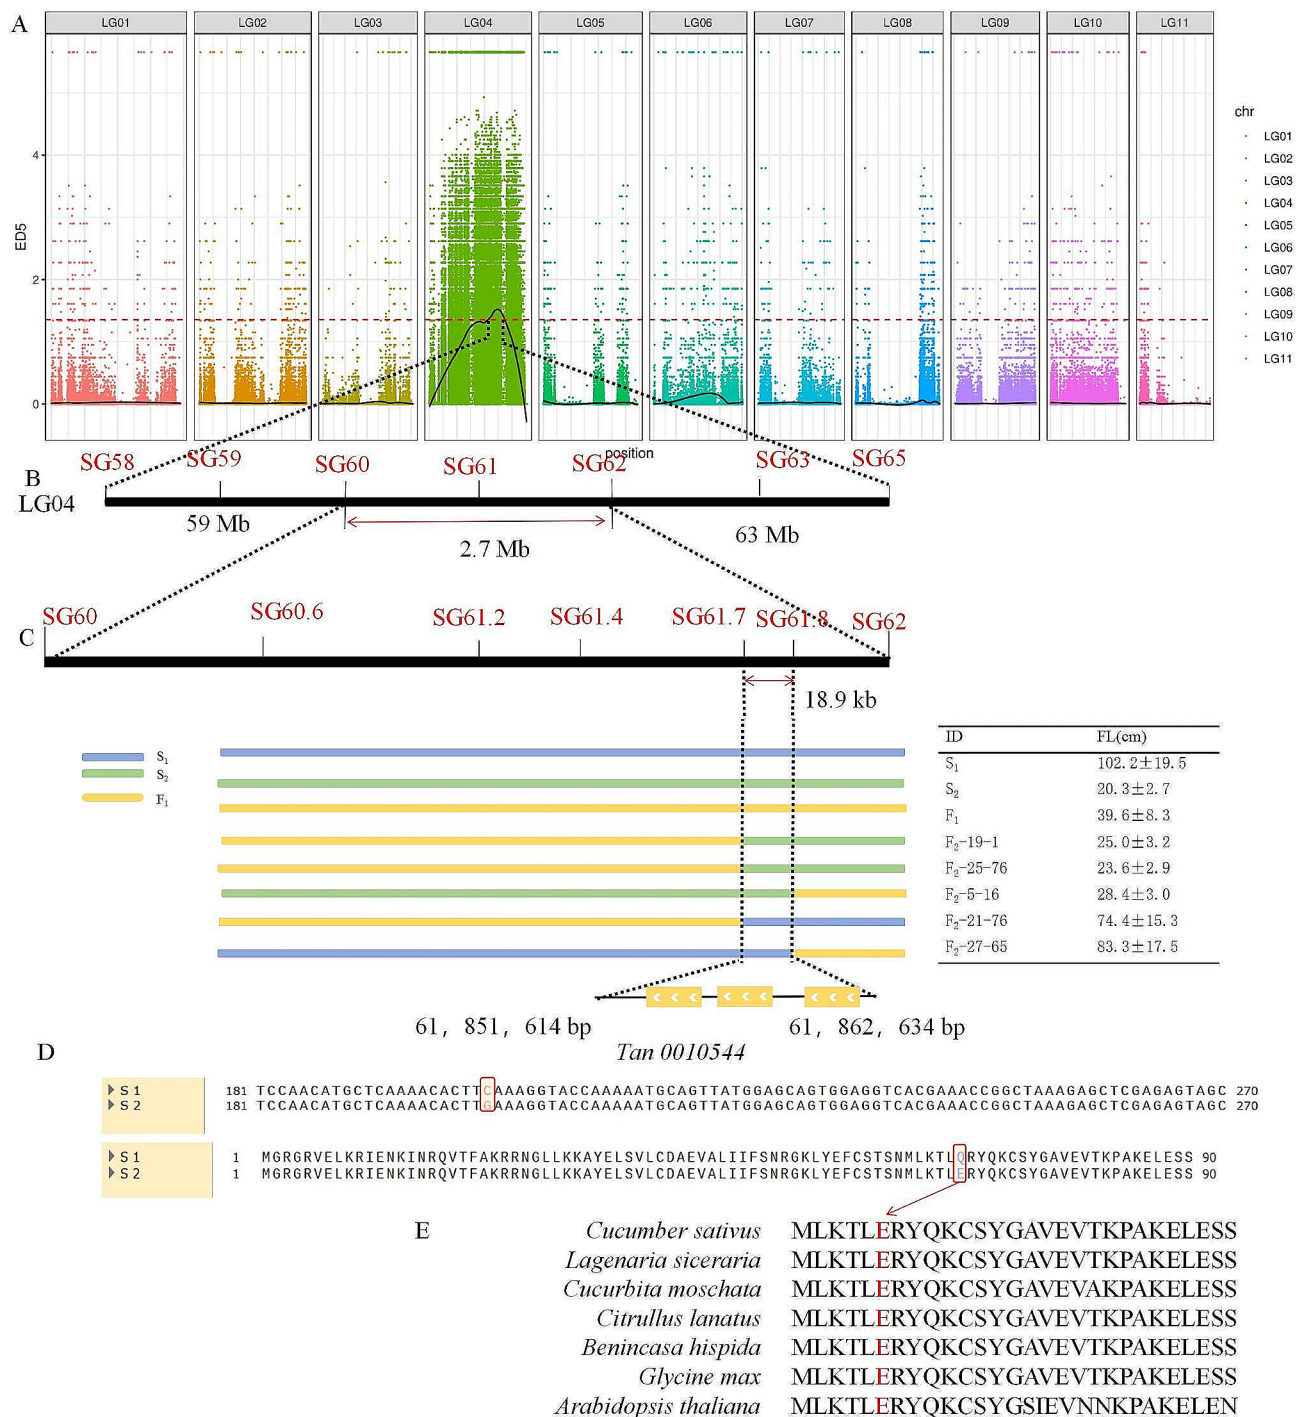 A
LG01 LG02 LG03 LG04 LG05 LG06 LG07 LG08 LG09 LG10 LG11
4
2
0
ED5
position
chr
LG01
LG02
LG03
LG04
LG05
LG06
LG07
LG08
LG09
LG10
LG11
SG58 SG59 SG60 SG61 SG62 SG63 SG65
B
LG04
59 Mb
2.7 Mb
63 Mb
SG60 SG60.6 SG61.2 SG61.4 SG61.7 SG61.8 SG62
C
18.9 kb
S1
S2
F1
ID FL(cm)
S1 102.2±19.5
S2 20.3±2.7
F1 39.6±8.3
F2-19-1 25.0±3.2
F2-25-76 23.6±2.9
F2-5-16 28.4±3.0
F2-21-76 74.4±15.3
F2-27-65 83.3±17.5
61, 851, 614 bp 61, 862, 634 bp
Tan 0010544
D
S1 181 TCCAACATGCTCAAAACACTTCAAAGGTACCAAAAATGCAGTTATGGAGCAGTGGAGGTCACGAAACCGGCTAAAGAGCTCGAGAGTAGC 270
S2 181 TCCAACATGCTCAAAACACTTGAAAGGTACCAAAAATGCAGTTATGGAGCAGTGGAGGTCACGAAACCGGCTAAAGAGCTCGAGAGTAGC 270
S1 1 MGRGRVELKRIENKINRQVTFAKRRNGLLKKAYELSVLCDAEVALIIFSNRGKLYEFCSTSNMLKTLQRYQKCSYGAVEVTKPAKELESS 90
S2 1 MGRGRVELKRIENKINRQVTFAKRRNGLLKKAYELSVLCDAEVALIIFSNRGKLYEFCSTSNMLKTLERYQKCSYGAVEVTKPAKELESS 90
E
Cucumber sativus MLKTLERYQKCSYGAVEVTKPAKELESS
Lagenaria siceraria MLKTLERYQKCSYGAVEVTKPAKELESS
Cucurbita moschata MLKTLERYQKCSYGAVEVAKPAKELESS
Citrullus lanatus MLKTLERYQKCSYGAVEVTKPAKELESS
Benincasa hispida MLKTLERYQKCSYGAVEVTKPAKELESS
Glycine max MLKTLERYQKCSYGAVEVTKPAKELESS
Arabidopsis thaliana MLKTLERYQKCSYGSIEVNNKPAKELEN